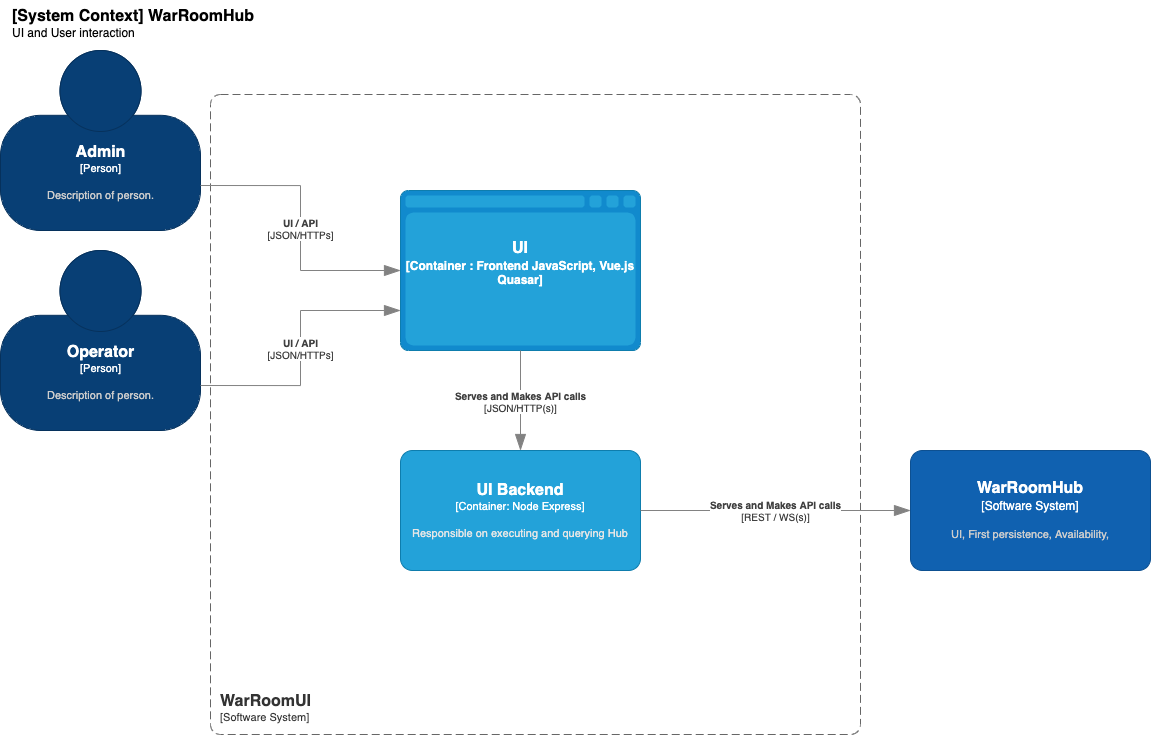 [System Context] WarRoomHub
UI and User interaction
Admin
[Person]
Description of person.
UI / API
[JSON/HTTPs]
Operator
[Person]
Description of person.
UI / API
[JSON/HTTPs]
UI
[Container : Frontend JavaScript, Vue.js
Quasar]
Serves and Makes API calls
[JSON/HTTP(s)]
UI Backend
[Container: Node Express]
Responsible on executing and querying Hub
Serves and Makes API calls
[REST / WS(s)]
WarRoomHub
[Software System]
UI, First persistence, Availability,
WarRoomUI
[Software System]